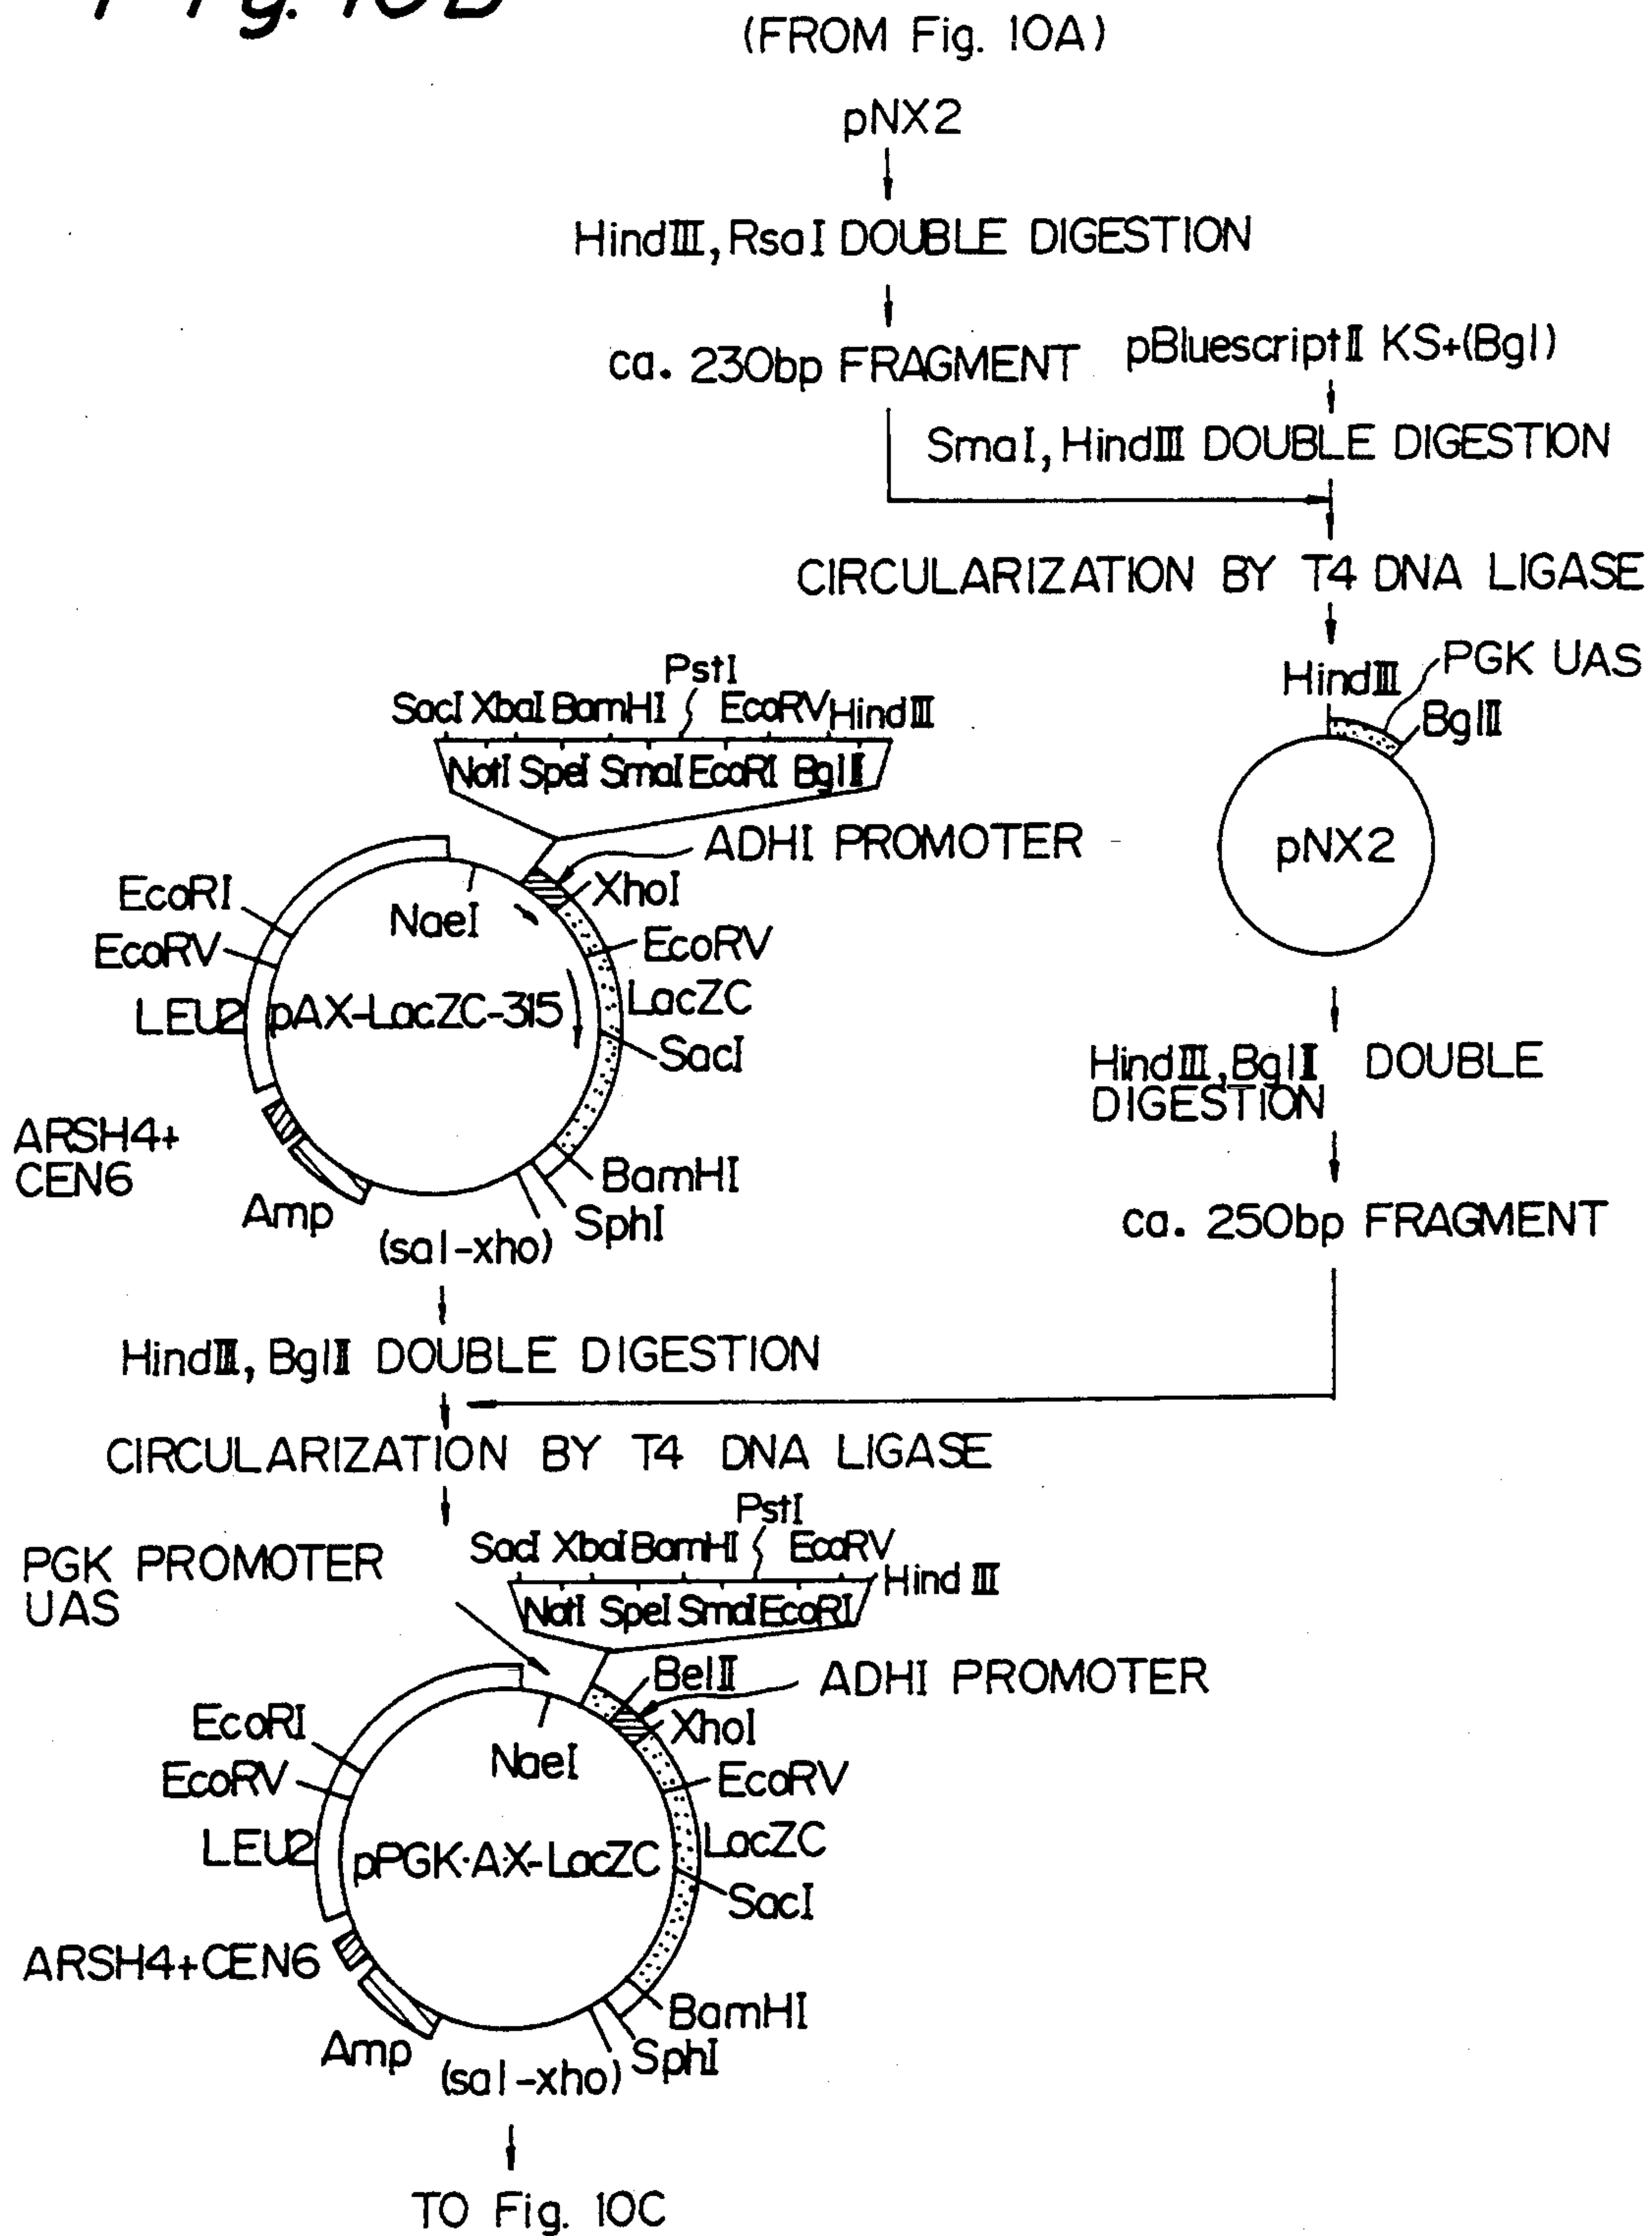 Fig. 10B
(FROM Fig. 10A)
pNX2
HindIII, RsaI DOUBLE DIGESTION
ca. 230bp FRAGMENT
pBluescriptII KS+(Bgl)
SmaI, HindIII DOUBLE DIGESTION
CIRCULARIZATION BY T4 DNA LIGASE
HindIII
PGK UAS
BglII
pNX2
HindIII, BglII DOUBLE
DIGESTION
ca. 250bp FRAGMENT
PstI
SacI XbaI BamHI EcoRV HindIII
NotI SpeI SmaI EcoRI BglII
ADHI PROMOTER
XhoI
NaeI
EcoRI
EcoRV
EcoRV
LEU2
pAX-LacZC-315
LacZC
SacI
ARSH4+
CEN6
BamHI
Amp
SphI
(sal-xho)
HindIII, BglII DOUBLE DIGESTION
CIRCULARIZATION BY T4 DNA LIGASE
PGK PROMOTER
UAS
PstI
SacI XbaI BamHI EcoRV
HindIII
NotI SpeI SmaI EcoRI
BelII
ADHI PROMOTER
XhoI
EcoRI
NaeI
EcoRV
EcoRV
LEU2
pPGK·AX-LacZC
LacZC
SacI
ARSH4+CEN6
BamHI
Amp
SphI
(sal-xho)
TO Fig. 10C